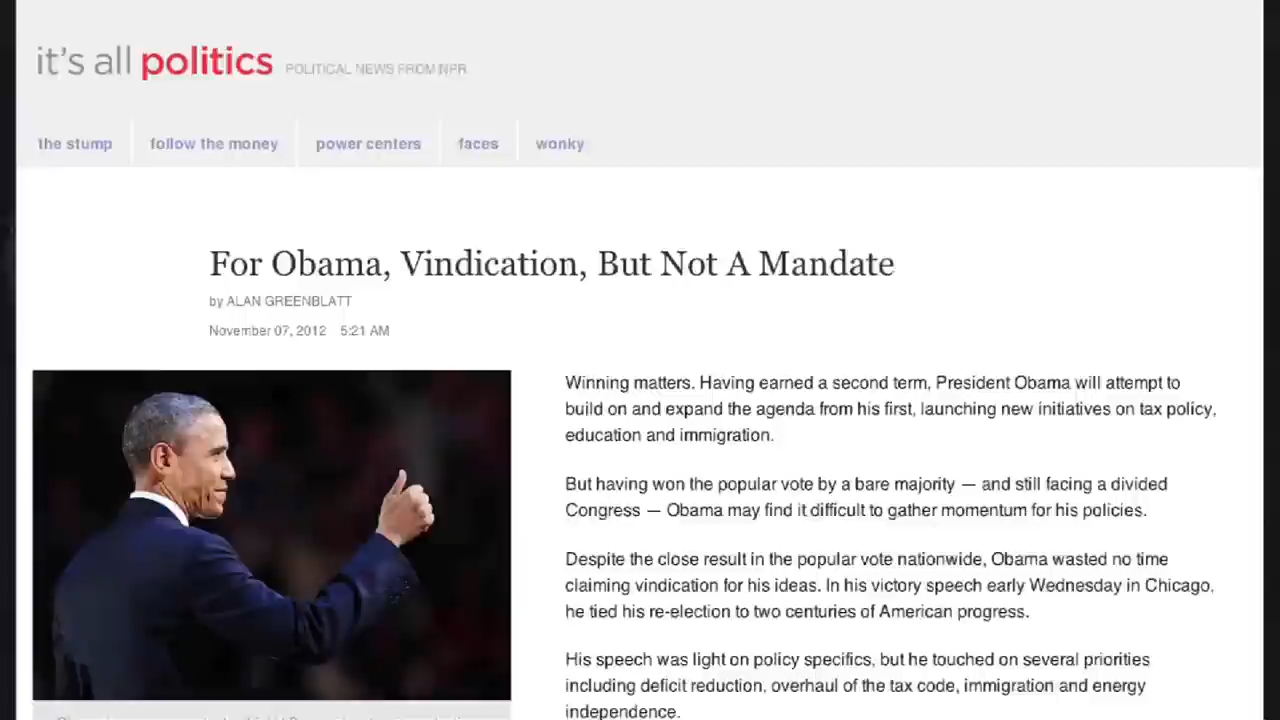 it's all politics POLITICAL NEWS FROM NPR
the stump follow the money power centers faces wonky
For Obama, Vindication, But Not A Mandate
by ALAN GREENBLATT
November 07, 2012 5:21 AM
Winning matters. Having earned a second term, President Obama will attempt to
build on and expand the agenda from his first, launching new initiatives on tax policy,
education and immigration.
But having won the popular vote by a bare majority — and still facing a divided
Congress — Obama may find it difficult to gather momentum for his policies.
Despite the close result in the popular vote nationwide, Obama wasted no time
claiming vindication for his ideas. In his victory speech early Wednesday in Chicago,
he tied his re-election to two centuries of American progress.
His speech was light on policy specifics, but he touched on several priorities
including deficit reduction, overhaul of the tax code, immigration and energy
independence.